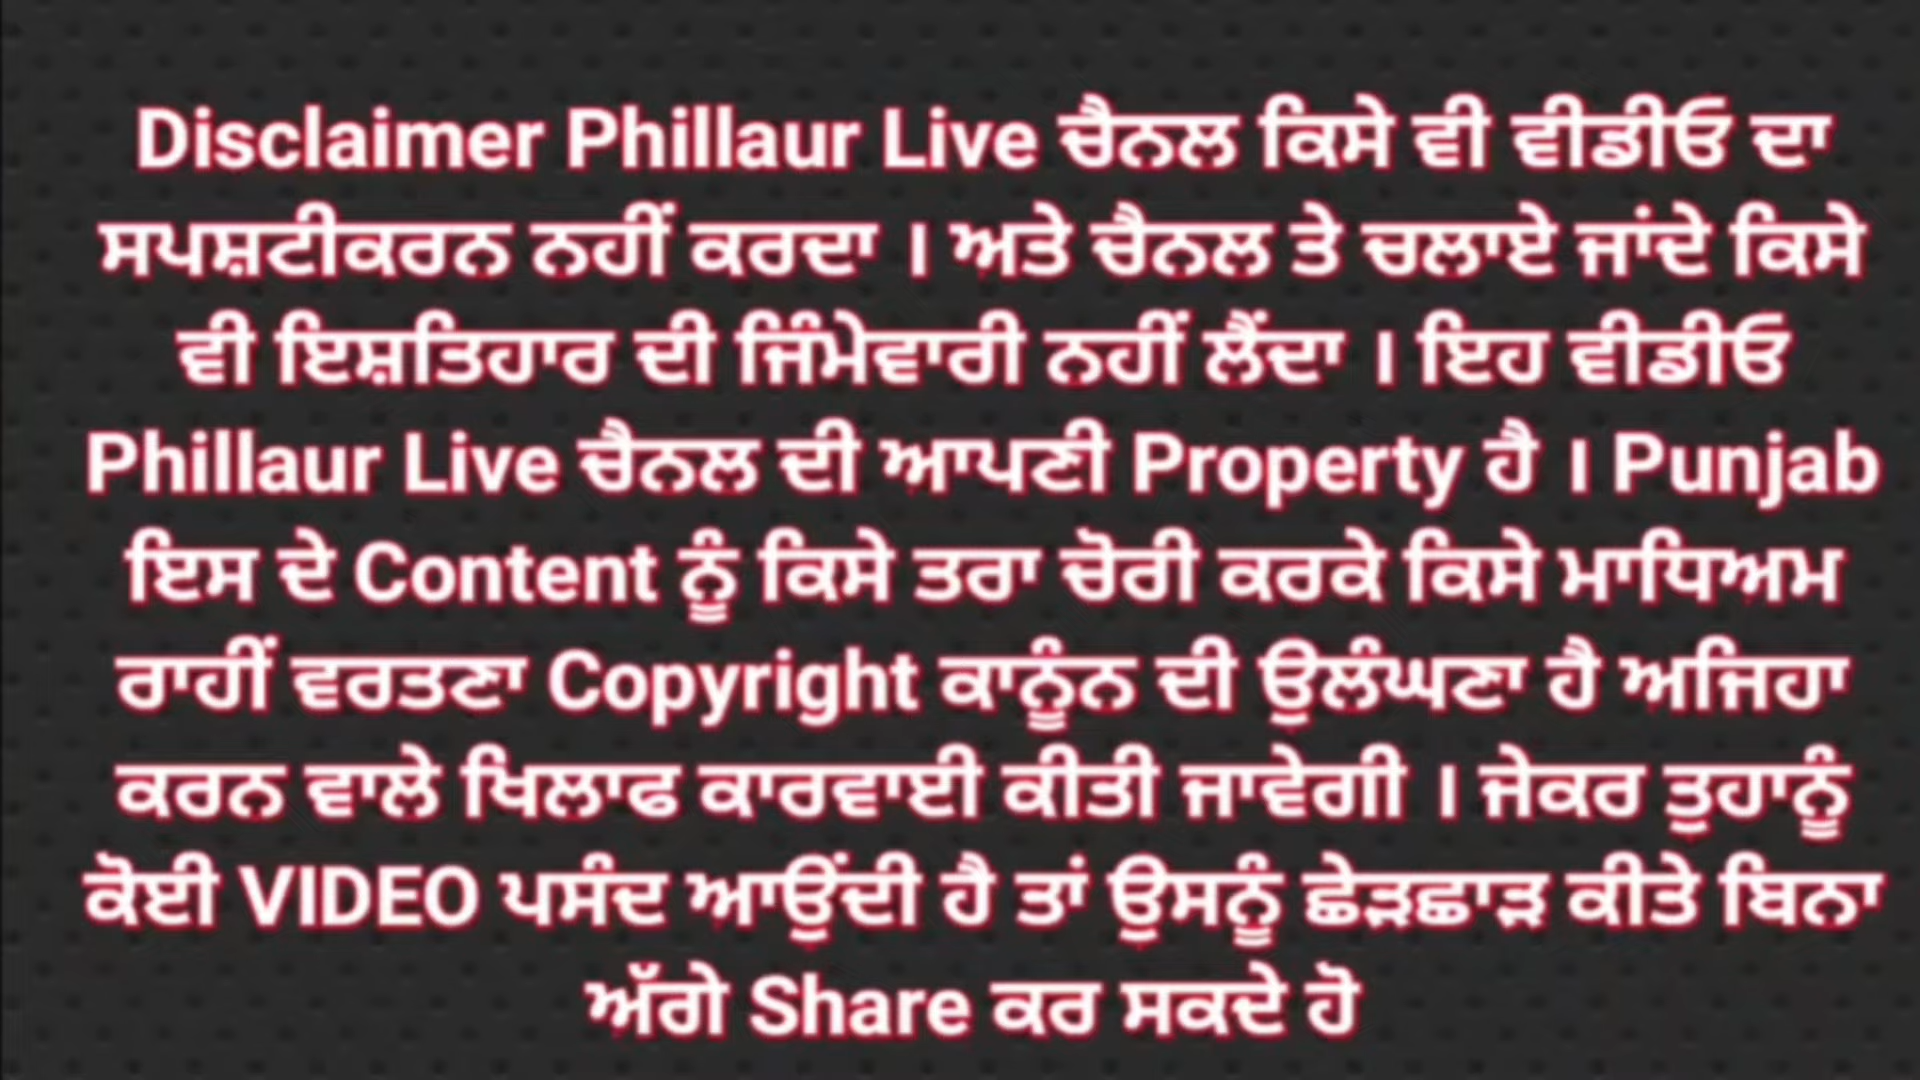 Disclaimer Phillaur Live ਚੈਨਲ ਕਿਸੇ ਵੀ ਵੀਡੀਓ ਦਾ
ਸਪਸ਼ਟੀਕਰਨ ਨਹੀਂ ਕਰਦਾ । ਅਤੇ ਚੈਨਲ ਤੇ ਚਲਾਏ ਜਾਂਦੇ ਕਿਸੇ
ਵੀ ਇਸ਼ਤਿਹਾਰ ਦੀ ਜਿੰਮੇਵਾਰੀ ਨਹੀਂ ਲੈਂਦਾ । ਇਹ ਵੀਡੀਓ
Phillaur Live ਚੈਨਲ ਦੀ ਆਪਣੀ Property ਹੈ । Punjab
ਇਸ ਦੇ Content ਨੂੰ ਕਿਸੇ ਤਰਾ ਚੋਰੀ ਕਰਕੇ ਕਿਸੇ ਮਾਧਿਅਮ
ਰਾਹੀਂ ਵਰਤਣਾ Copyright ਕਾਨੂੰਨ ਦੀ ਉਲੰਘਣਾ ਹੈ ਅਜਿਹਾ
ਕਰਨ ਵਾਲੇ ਖਿਲਾਫ ਕਾਰਵਾਈ ਕੀਤੀ ਜਾਵੇਗੀ । ਜੇਕਰ ਤੁਹਾਨੂੰ
ਕੋਈ VIDEO ਪਸੰਦ ਆਉਂਦੀ ਹੈ ਤਾਂ ਉਸਨੂੰ ਛੇੜਛਾੜ ਕੀਤੇ ਬਿਨਾ
ਅੱਗੇ Share ਕਰ ਸਕਦੇ ਹੋ